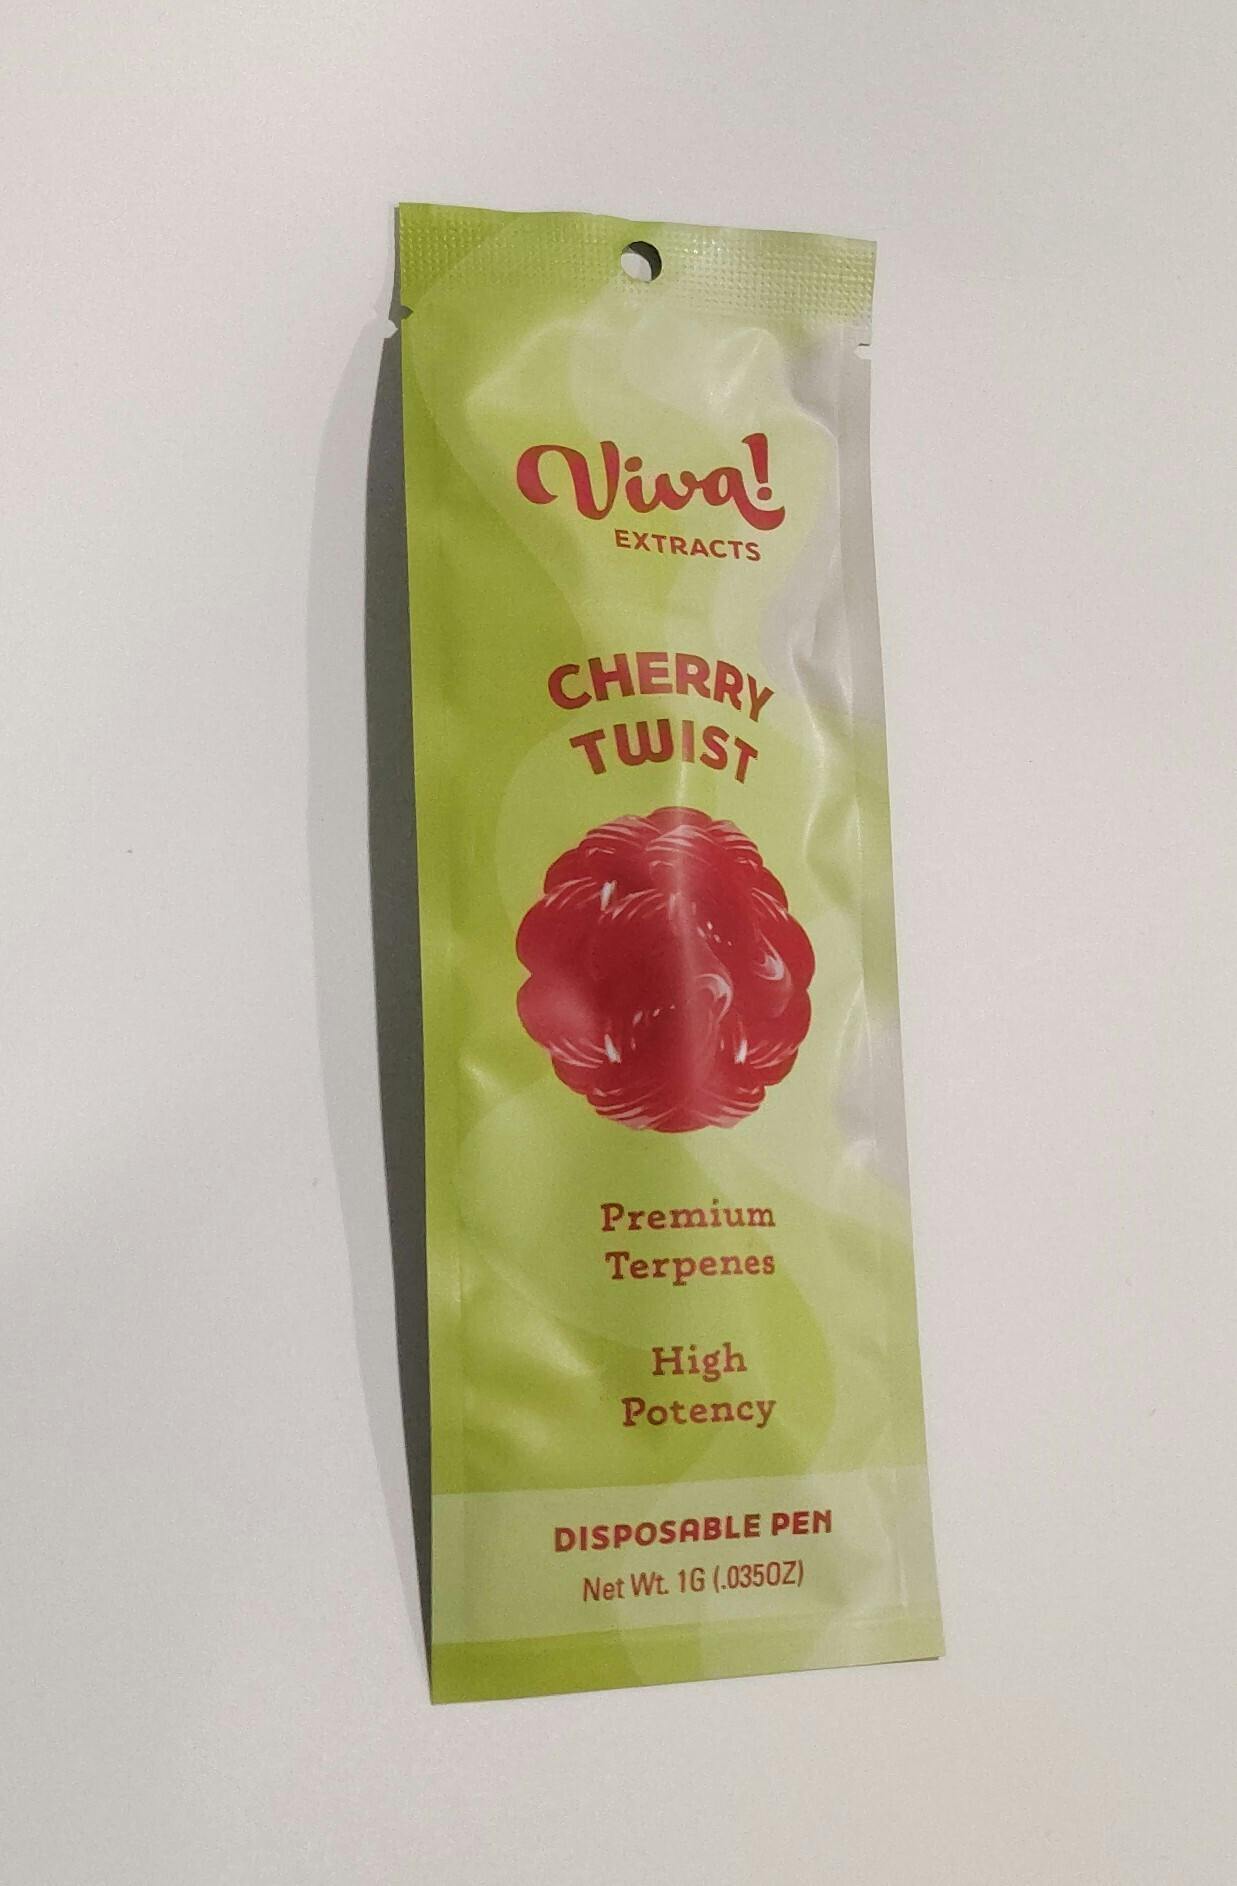 Viva!
EXTRACTS
CHERRY
TWIST
Premium
Terpenes
High
Potency
DISPOSABLE PEN
Net Wt. 1G (.035OZ)